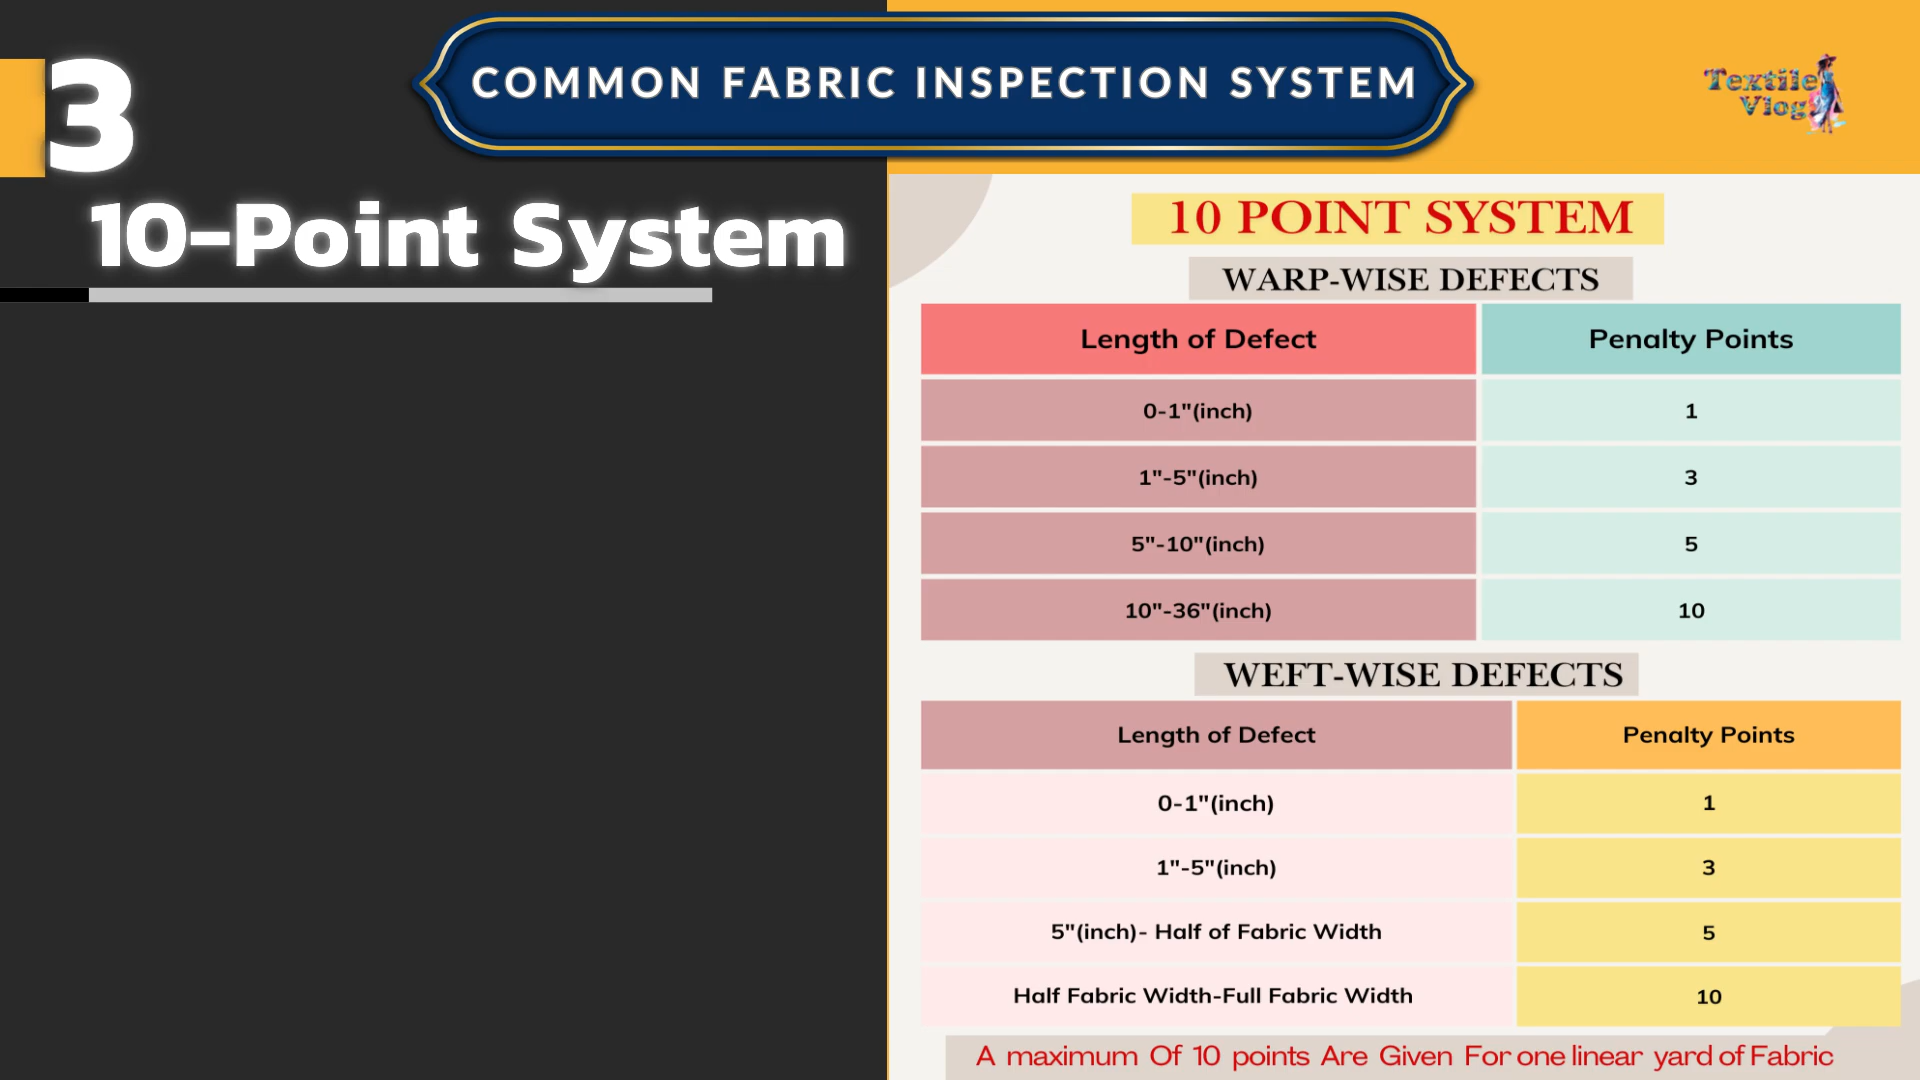 COMMON FABRIC INSPECTION SYSTEM
Textile
Vlog
3
10-Point System
10 POINT SYSTEM
WARP-WISE DEFECTS
Length of Defect Penalty Points
0-1"(inch) 1
1"-5"(inch) 3
5"-10"(inch) 5
10"-36"(inch) 10
WEFT-WISE DEFECTS
Length of Defect Penalty Points
0-1"(inch) 1
1"-5"(inch) 3
5"(inch)- Half of Fabric Width 5
Half Fabric Width-Full Fabric Width 10
A maximum Of 10 points Are Given For one linear yard of Fabric